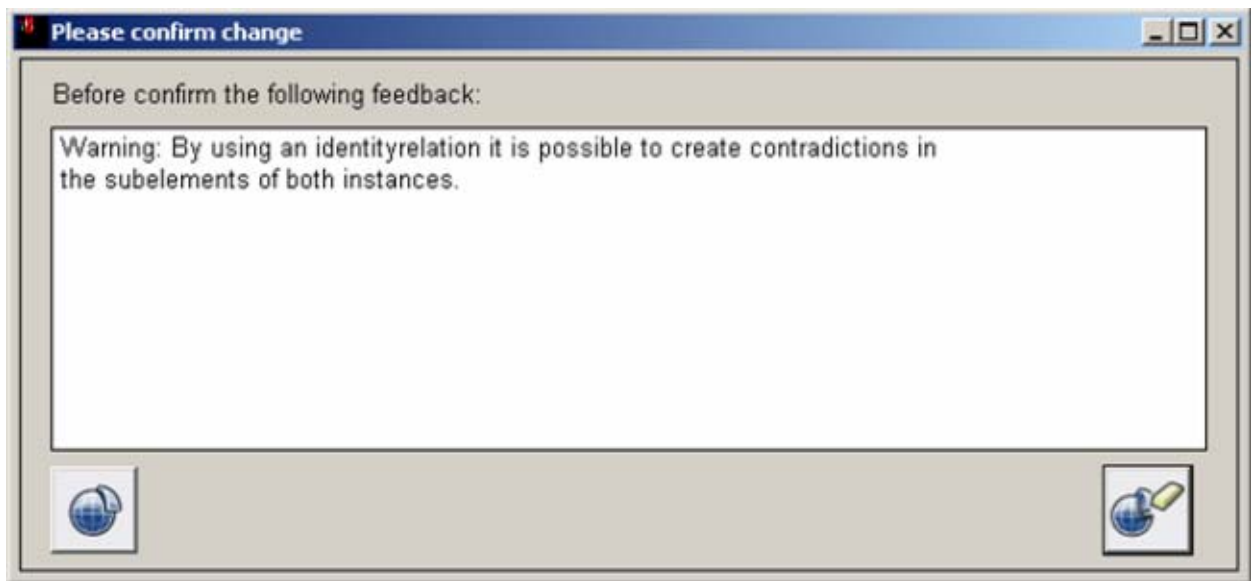 Please confirm change
Before confirm the following feedback:
Warning: By using an identityrelation it is possible to create contradictions in
the subelements of both instances.